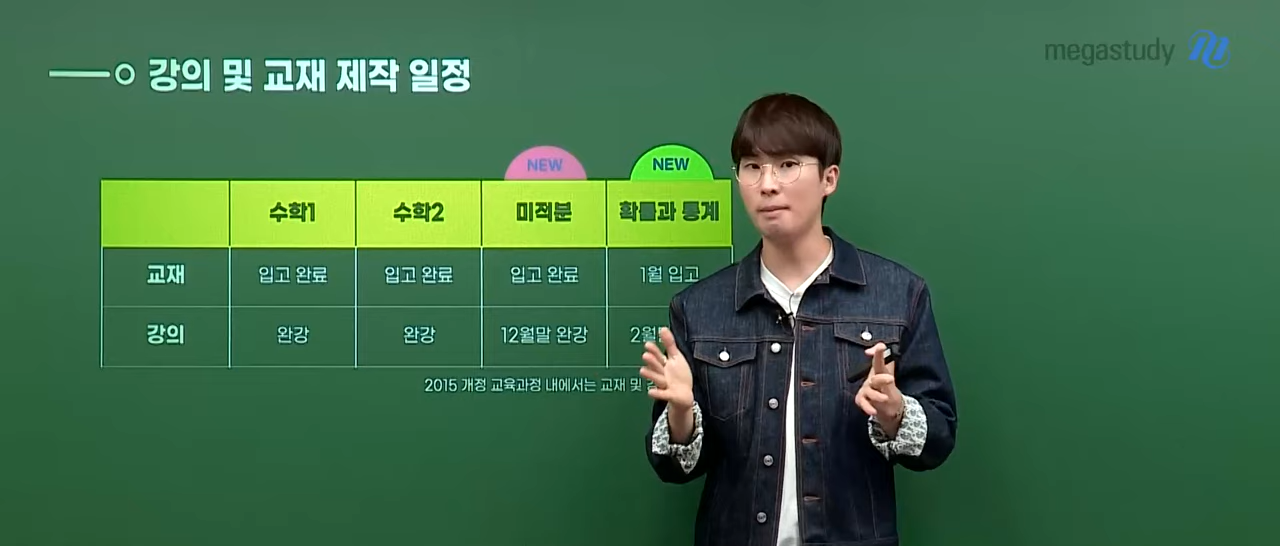 megastudy
강의 및 교재 제작 일정
NEW
NEW
수학1 수학2 미적분 확률과 통계
교재 입고 완료 입고 완료 입고 완료 1월 입고
강의 완강 완강 12월말 완강
2015 개정 교육과정 내에서는 교재 및